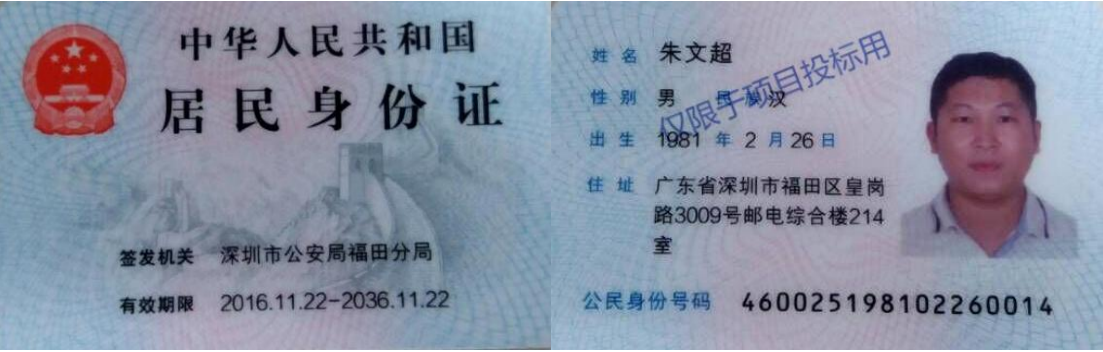 中华人民共和国
居民身份证
签发机关 深圳市公安局福田分局
有效期限 2016.11.22-2036.11.22
姓名 朱文超
性别 男 民族 汉
出生 1981 年 2 月 26 日
住址 广东省深圳市福田区皇岗
路3009号邮电综合楼214
室
公民身份号码 460025198102260014
仅限于项目投标用